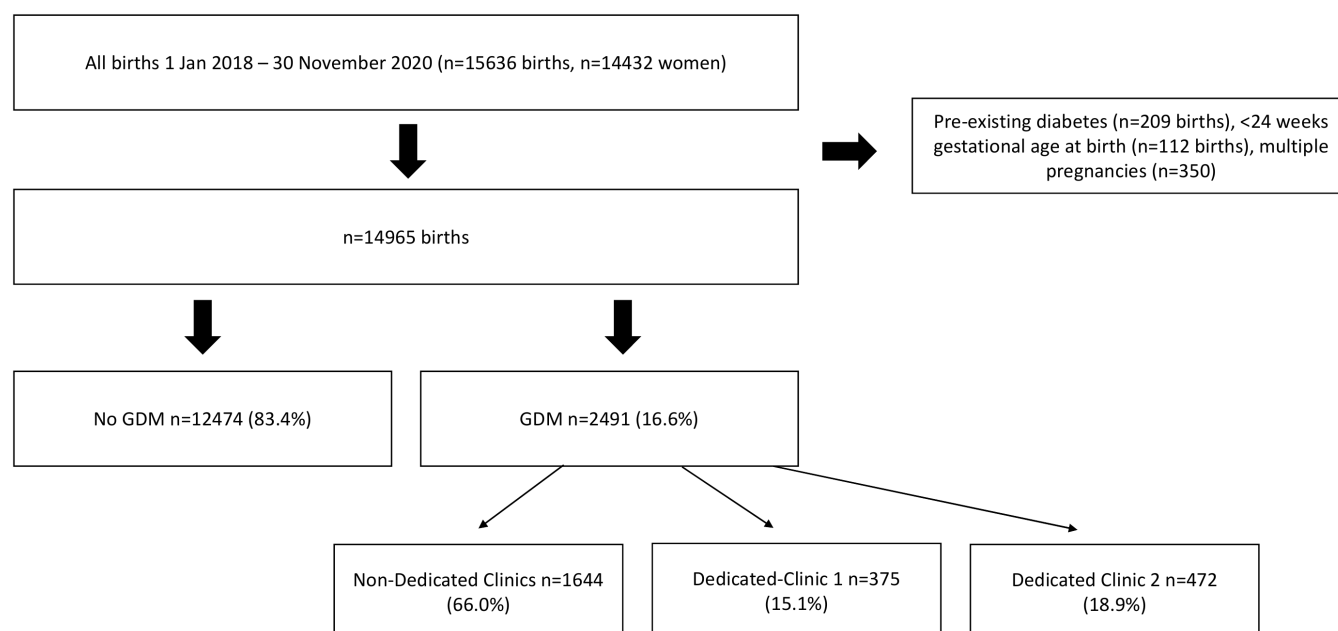 All births 1 Jan 2018 – 30 November 2020 (n=15636 births, n=14432 women)
Pre-existing diabetes (n=209 births), <24 weeks
gestational age at birth (n=112 births), multiple
pregnancies (n=350)
n=14965 births
No GDM n=12474 (83.4%)
GDM n=2491 (16.6%)
Non-Dedicated Clinics n=1644
(66.0%)
Dedicated-Clinic 1 n=375
(15.1%)
Dedicated Clinic 2 n=472
(18.9%)